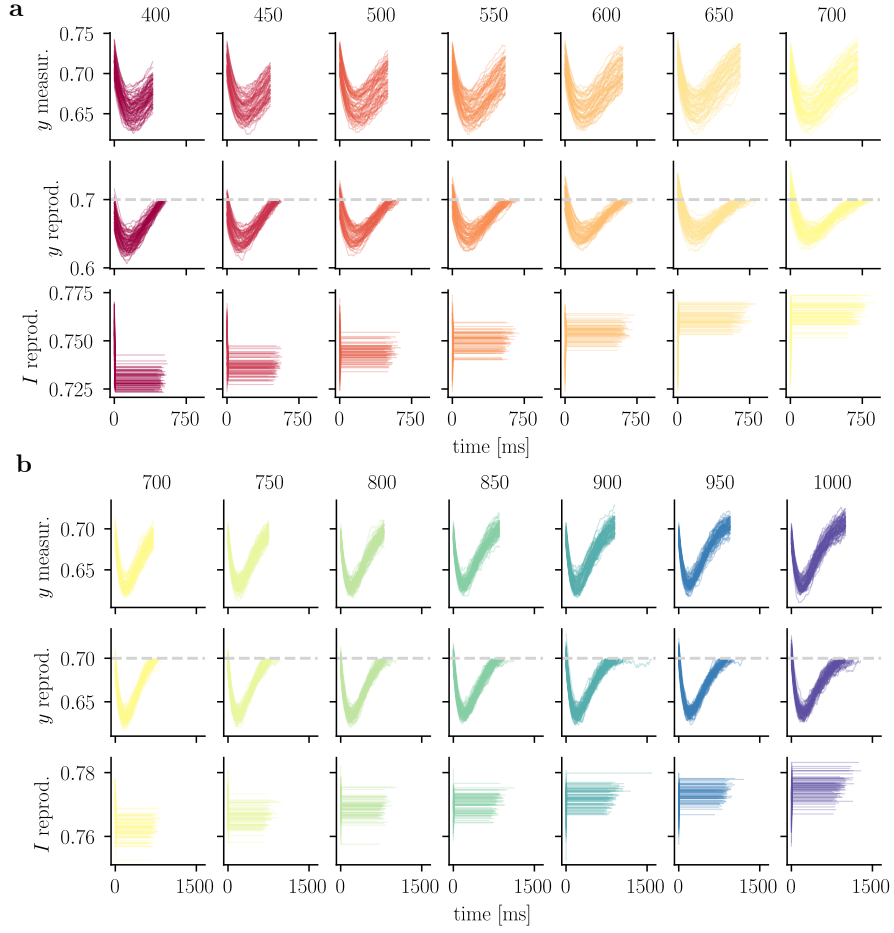 a
400 450 500 550 600 650 700
0.75
0.70
0.65
y measur.
0.7
0.6
y reprod.
0.775
0.750
0.725
I reprod.
0 750 0 750 0 750 0 750 0 750 0 750 0 750
time [ms]
b
700 750 800 850 900 950 1000
0.70
0.65
y measur.
0.70
0.65
y reprod.
0.78
0.76
I reprod.
0 1500 0 1500 0 1500 0 1500 0 1500 0 1500 0 1500
time [ms]